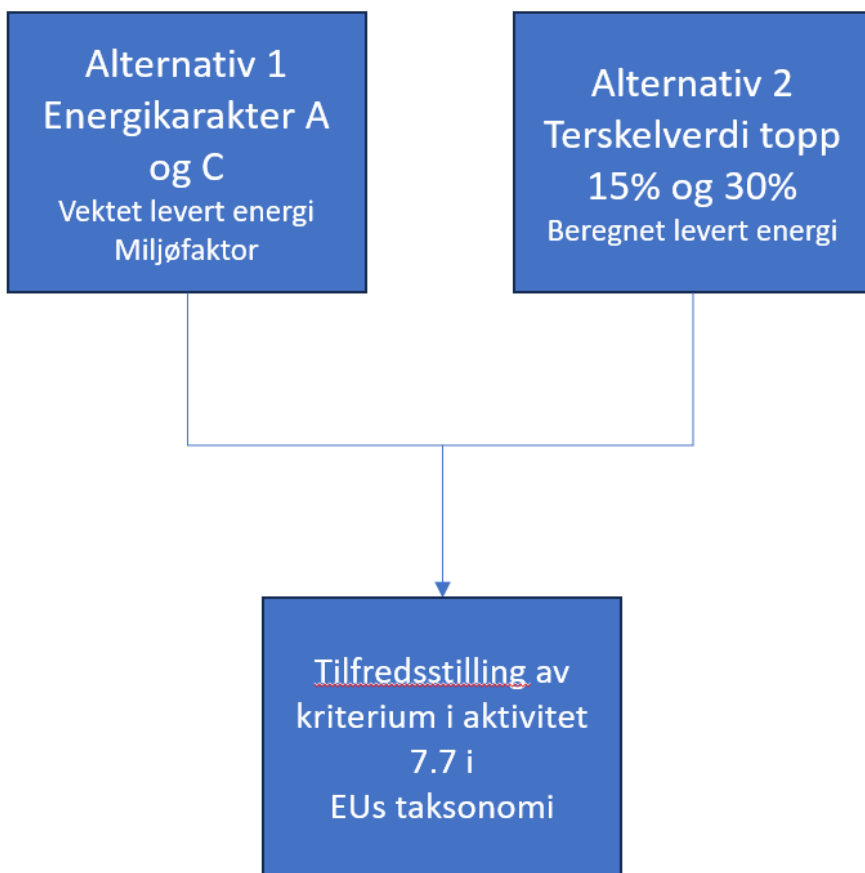 Alternativ 1
Energikarakter A
og C
Vektet levert energi
Miljøfaktor
Alternativ 2
Terskelverdi topp
15% og 30%
Beregnet levert energi
Tilfredsstilling av
kriterium i aktivitet
7.7 i
EUs taksonomi